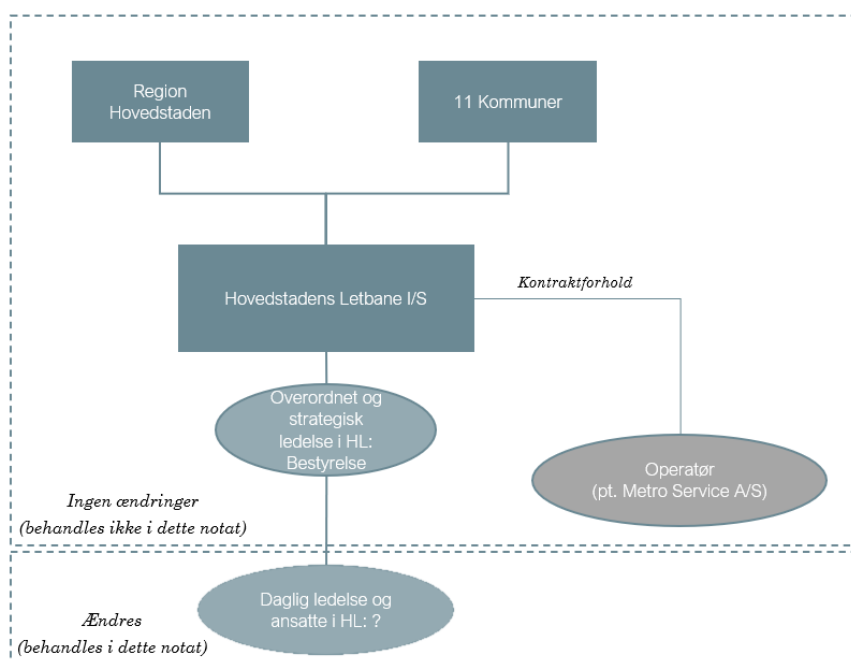 Region
Hovedstaden
11 Kommuner
Hovedstadens Letbane I/S
Kontraktforhold
Overordnet og
strategisk
ledelse i HL:
Bestyrelse
Operatør
(pt. Metro Service A/S)
Ingen ændringer
(behandles ikke i dette notat)
Daglig ledelse og
ansatte i HL: ?
Ændres
(behandles i dette notat)